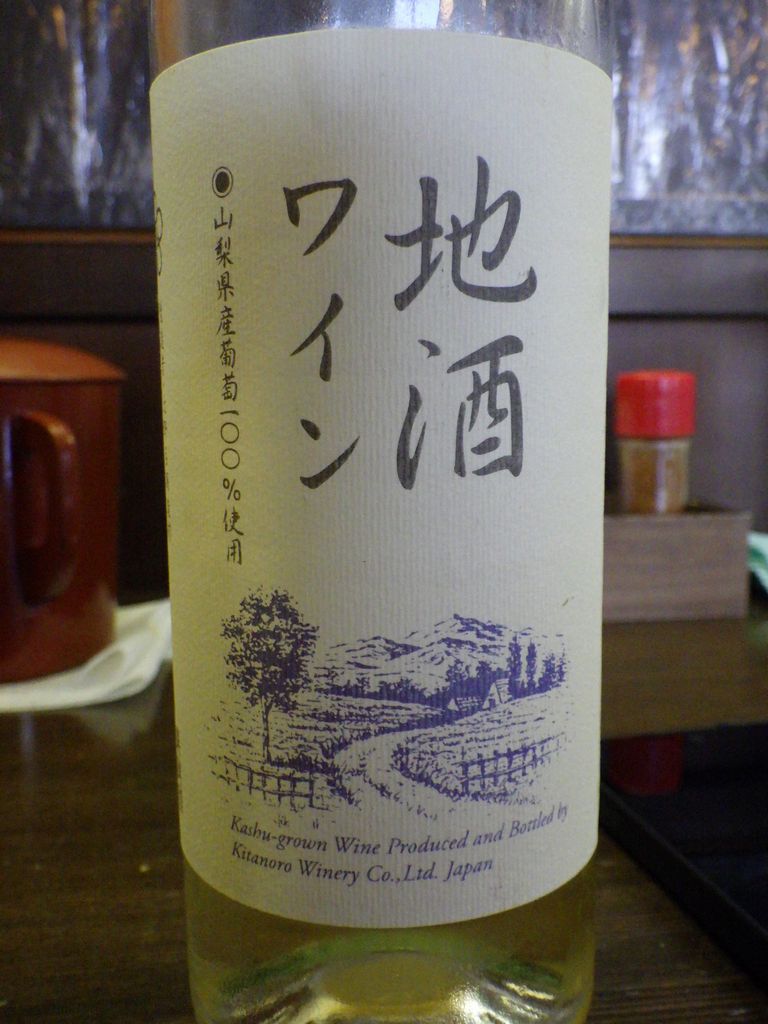 地酒
ワイン
◉山梨県産葡萄一〇〇%使用
Kashu-grown Wine Produced and Bottled by
Kitanoro Winery Co.,Ltd. Japan